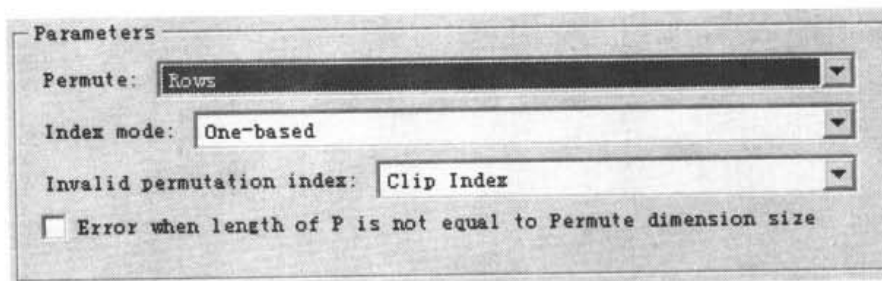 Parameters
Permute: Rows
Index mode: One-based
Invalid permutation index: Clip Index
Error when length of P is not equal to Permute dimension size